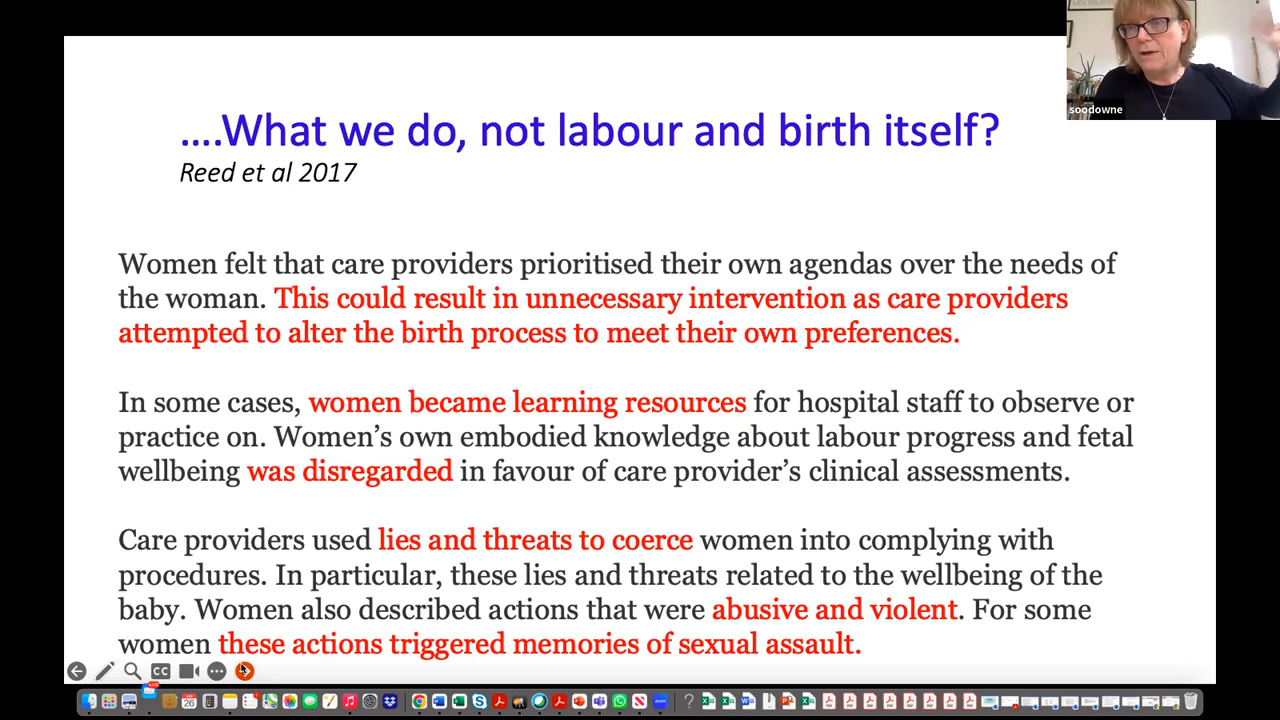 soodowne
....What we do, not labour and birth itself?
Reed et al 2017
Women felt that care providers prioritised their own agendas over the needs of
the woman. This could result in unnecessary intervention as care providers
attempted to alter the birth process to meet their own preferences.
In some cases, women became learning resources for hospital staff to observe or
practice on. Women’s own embodied knowledge about labour progress and fetal
wellbeing was disregarded in favour of care provider’s clinical assessments.
Care providers used lies and threats to coerce women into complying with
procedures. In particular, these lies and threats related to the wellbeing of the
baby. Women also described actions that were abusive and violent. For some
women these actions triggered memories of sexual assault.
CC
26